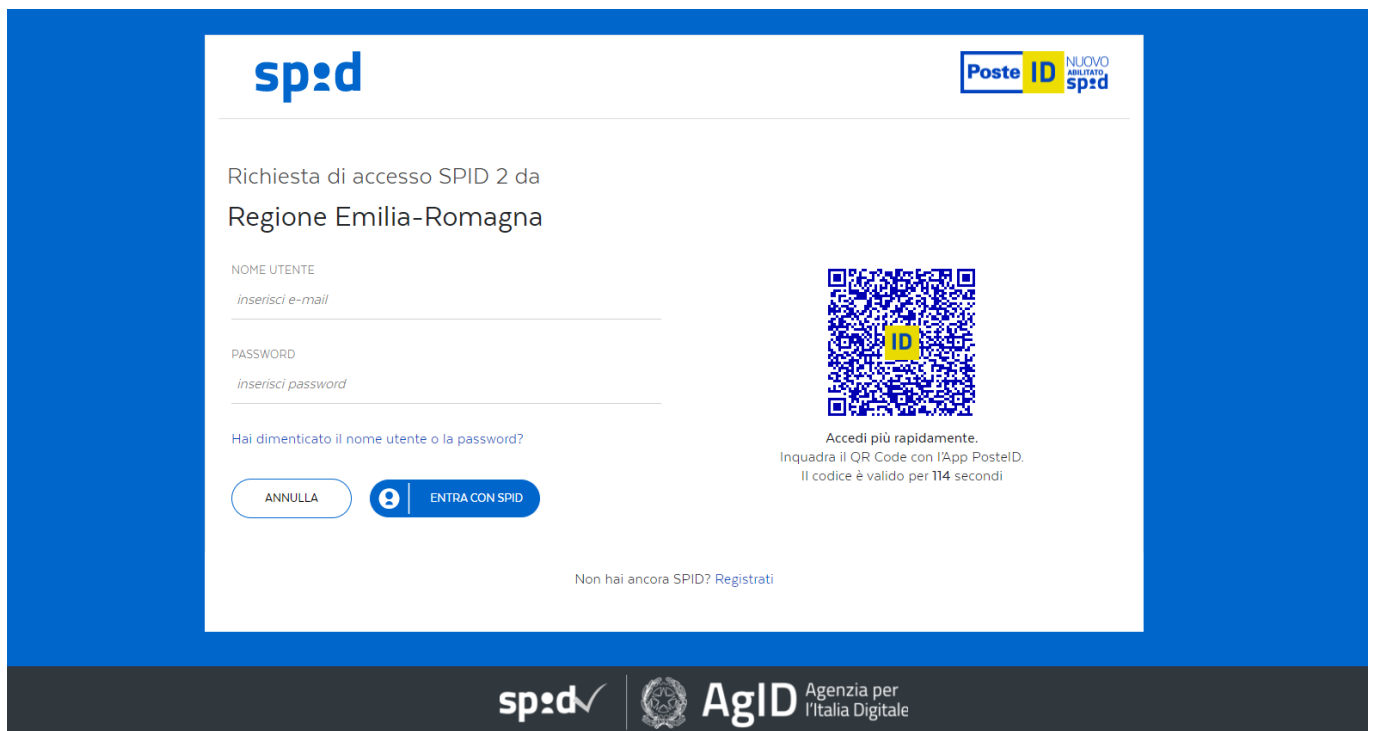 spid
Poste ID NUOVO
ABILITATO
spid
Richiesta di accesso SPID 2 da
Regione Emilia-Romagna
NOME UTENTE
inserisci e-mail
PASSWORD
inserisci password
Hai dimenticato il nome utente o la password?
ANNULLA
ENTRA CON SPID
ID
Accedi più rapidamente.
Inquadra il QR Code con l'App PosteID.
Il codice è valido per 114 secondi
Non hai ancora SPID? Registrati
spid
AgID
Agenzia per
l'Italia Digitale